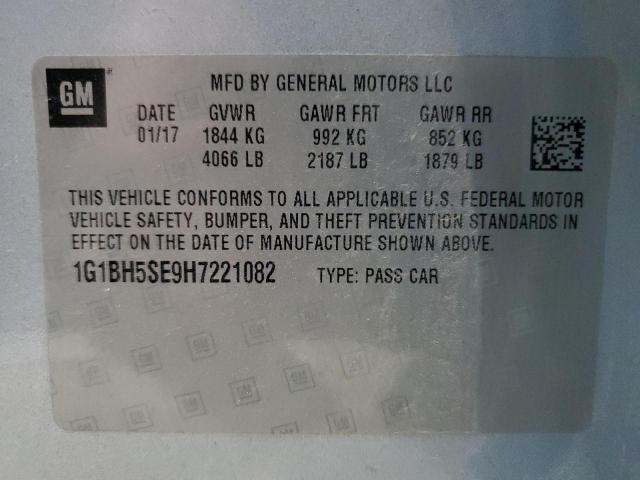 GM
MFD BY GENERAL MOTORS LLC
DATE GVWR GAWR FRT GAWR RR
01/17 1844 KG 992 KG 852 KG
4066 LB 2187 LB 1879 LB
THIS VEHICLE CONFORMS TO ALL APPLICABLE U.S. FEDERAL MOTOR
VEHICLE SAFETY, BUMPER, AND THEFT PREVENTION STANDARDS IN
EFFECT ON THE DATE OF MANUFACTURE SHOWN ABOVE.
1G1BH5SE9H7221082 TYPE: PASS CAR